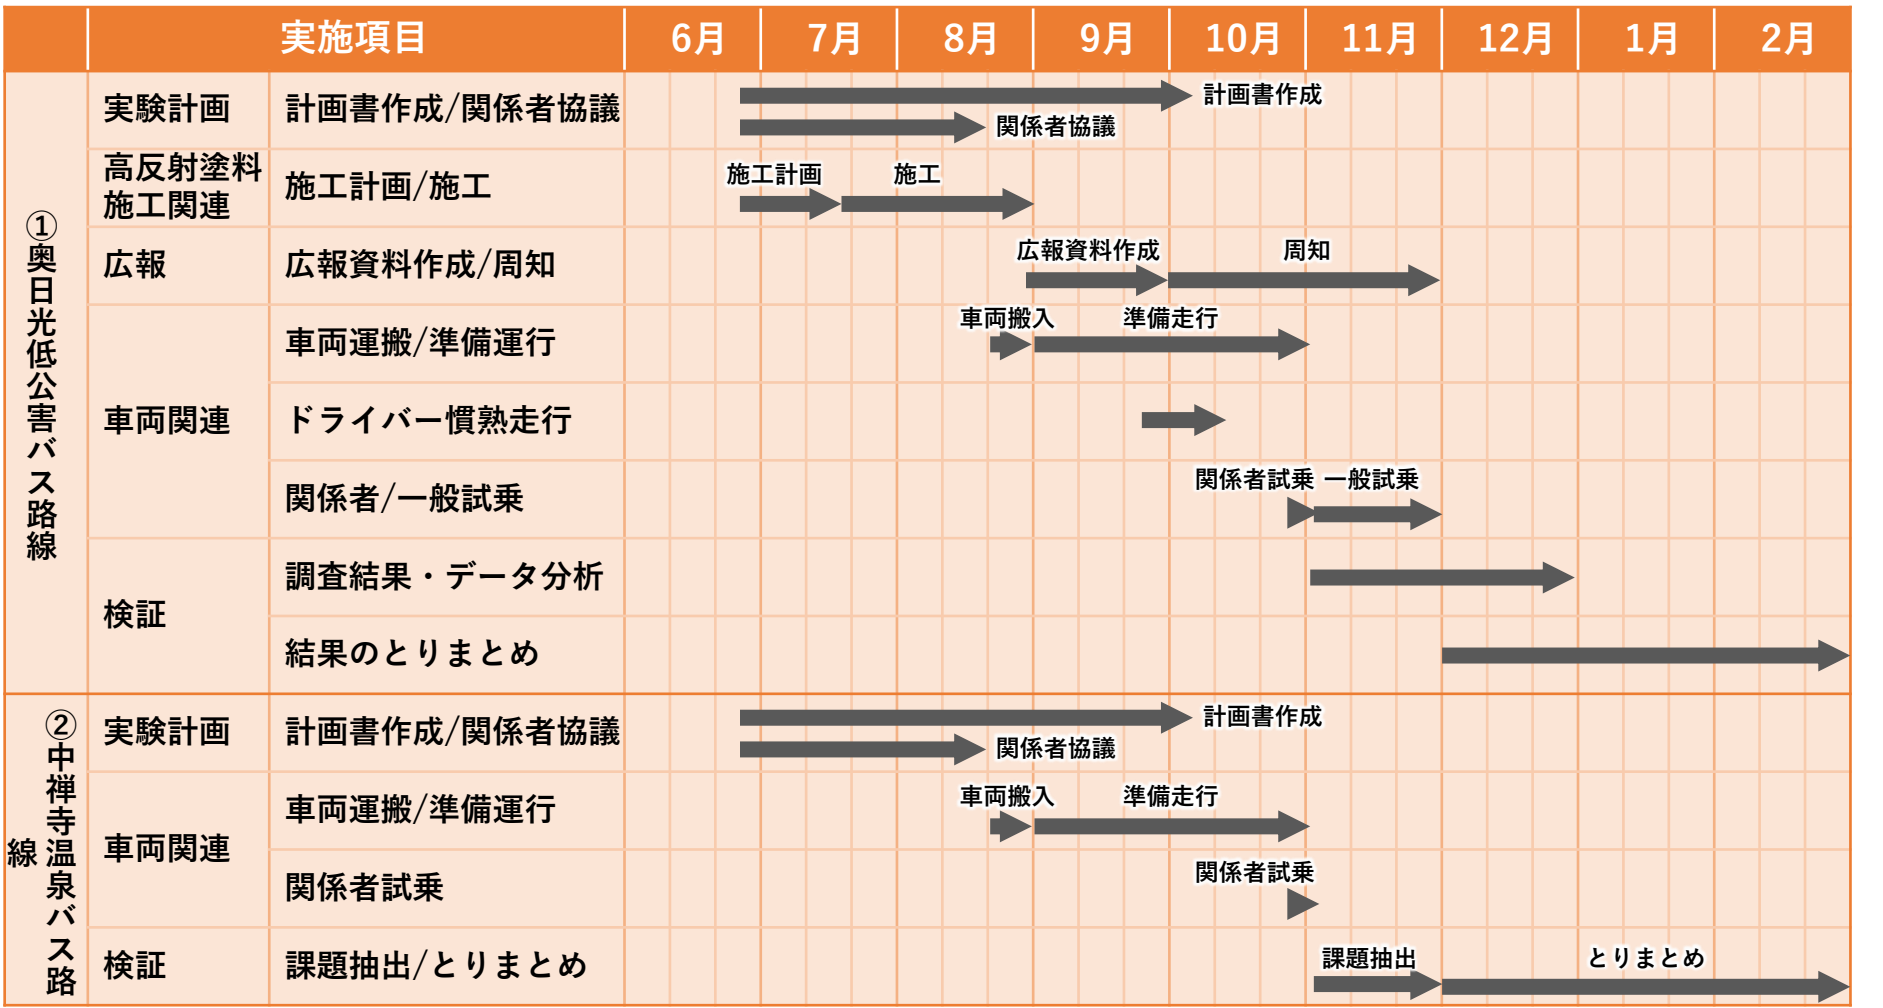 実施項目 6月 7月 8月 9月 10月 11月 12月 1月 2月
①奥日光低公害バス路線
実験計画 計画書作成/関係者協議
計画書作成
関係者協議
高反射塗料
施工関連
施工計画/施工
施工計画 施工
広報 広報資料作成/周知
広報資料作成 周知
車両関連
車両運搬/準備運行
車両搬入 準備走行
ドライバー慣熟走行
関係者/一般試乗
関係者試乗 一般試乗
検証
調査結果・データ分析
結果のとりまとめ
②中禅寺温泉バス路
線
実験計画 計画書作成/関係者協議
計画書作成
関係者協議
車両関連
車両運搬/準備運行
車両搬入 準備走行
関係者試乗
関係者試乗
検証 課題抽出/とりまとめ
課題抽出 とりまとめ